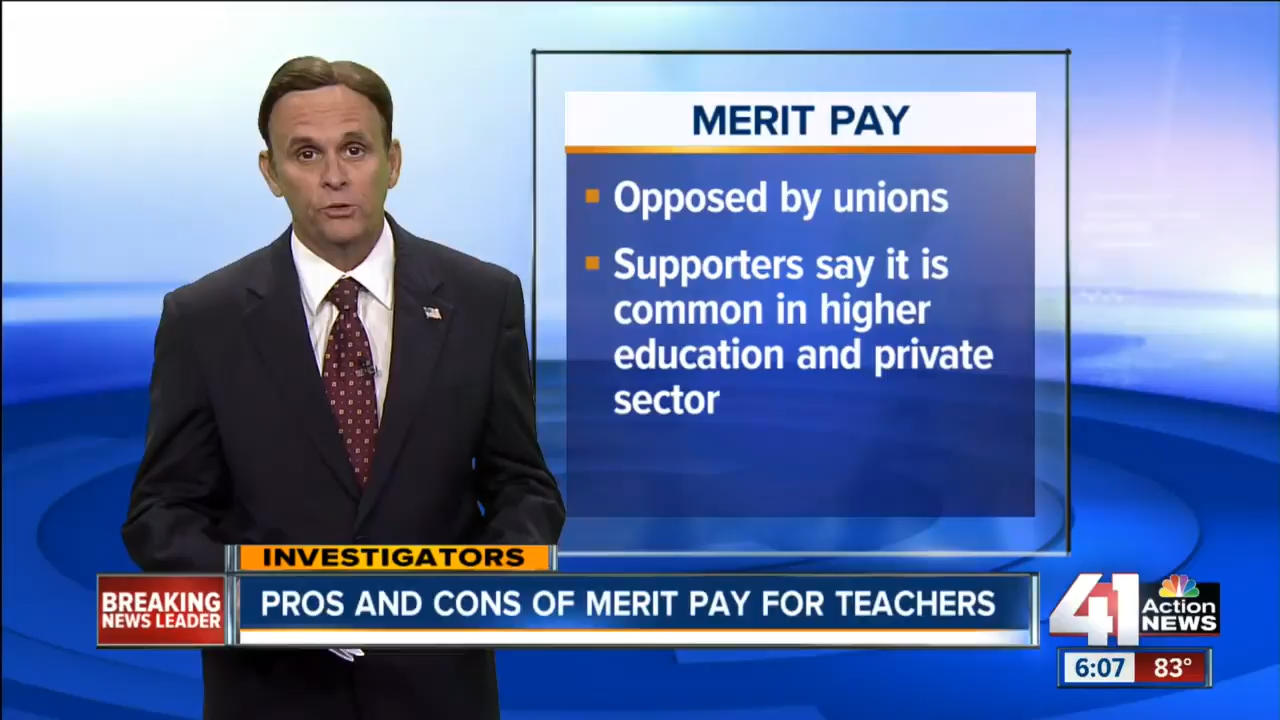 MERIT PAY
Opposed by unions
Supporters say it is
common in higher
education and private
sector
INVESTIGATORS
BREAKING
NEWS LEADER
PROS AND CONS OF MERIT PAY FOR TEACHERS
41
Action
NEWS
6:07 83°